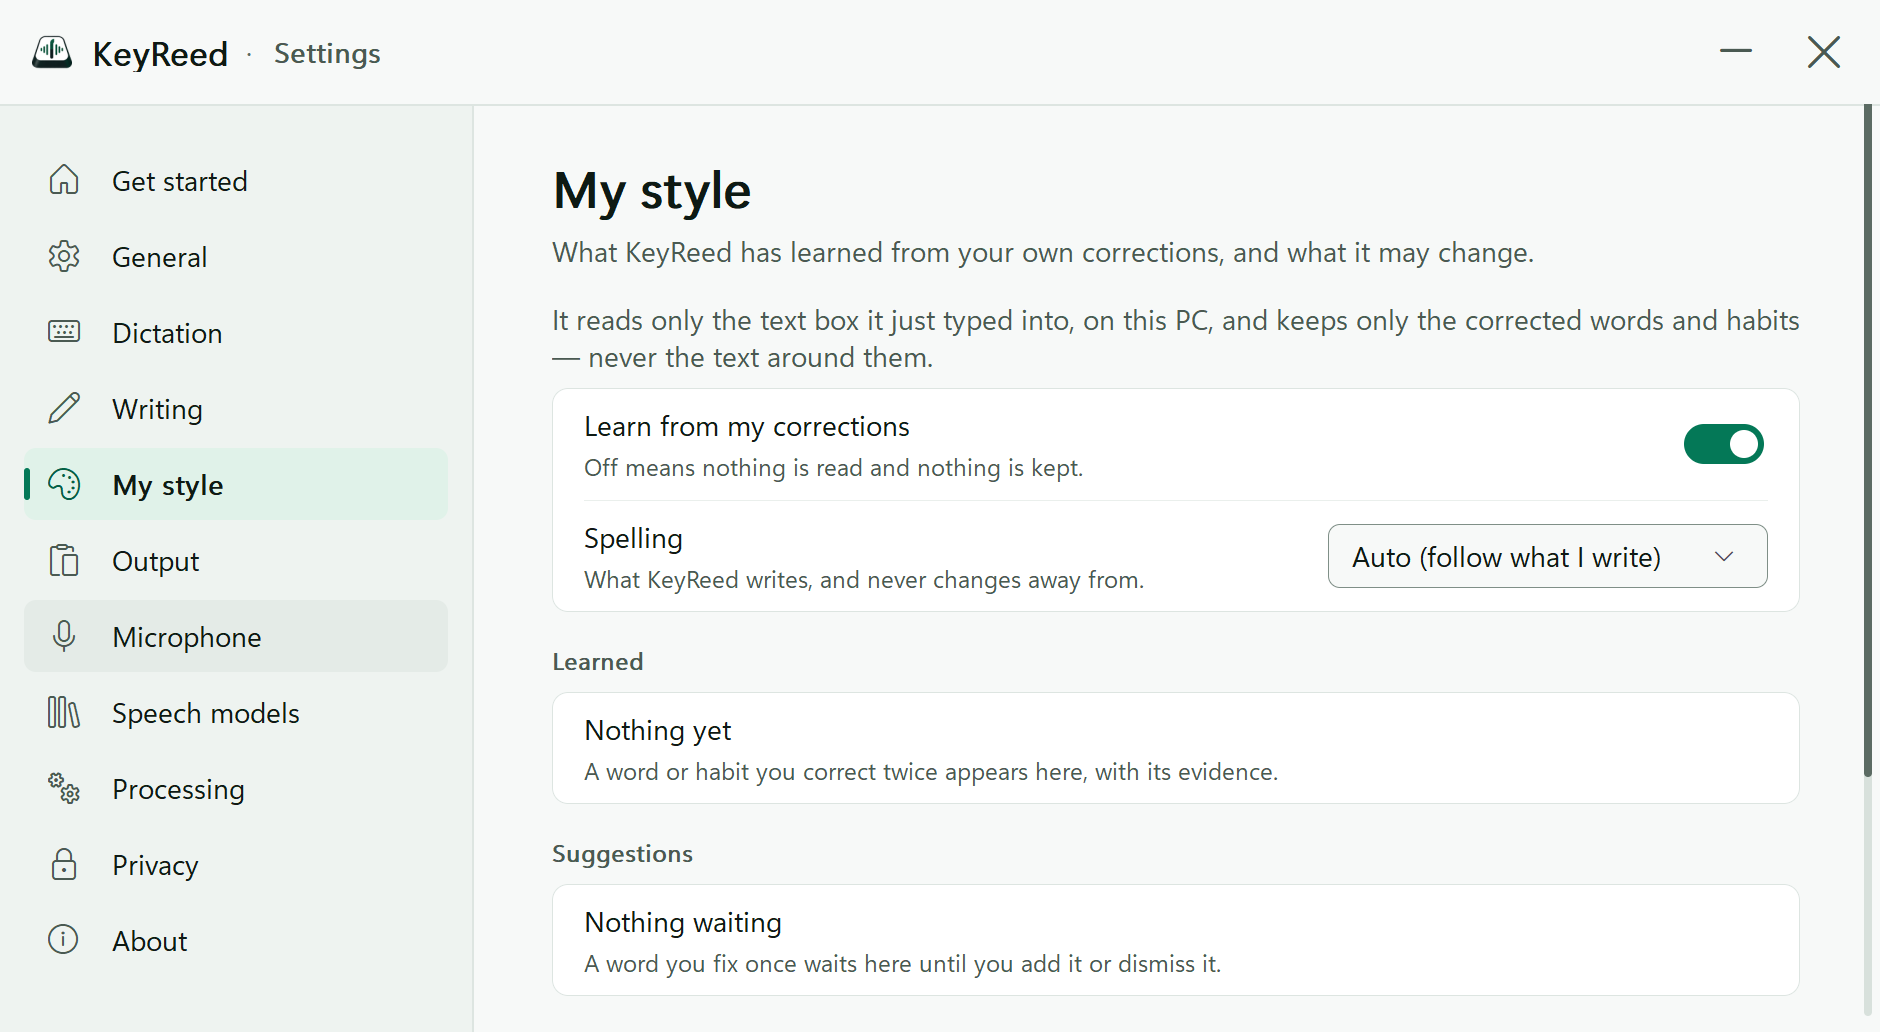 KeyReed · Settings
Get started
General
Dictation
Writing
My style
Output
Microphone
Speech models
Processing
Privacy
About
My style
What KeyReed has learned from your own corrections, and what it may change.
It reads only the text box it just typed into, on this PC, and keeps only the corrected words and habits
— never the text around them.
Learn from my corrections
Off means nothing is read and nothing is kept.
Spelling
What KeyReed writes, and never changes away from.
Auto (follow what I write)
Learned
Nothing yet
A word or habit you correct twice appears here, with its evidence.
Suggestions
Nothing waiting
A word you fix once waits here until you add it or dismiss it.